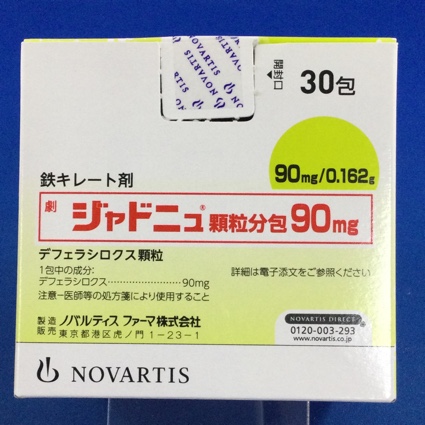 NOVARTIS
NOVARTIS
開封口
30包
90mg/0.162g
鉄キレート剤
劇 ジャドニュ® 顆粒分包 90mg
デフェラシロクス顆粒
1包中の成分:
デフェラシロクス……………………90mg
注意-医師等の処方箋により使用すること
詳細は電子添文をご参照ください
製造販売 ノバルティス ファーマ株式会社
東京都港区虎ノ門1-23-1
NOVARTIS DIRECT
0120-003-293
www.novartis.co.jp
NOVARTIS